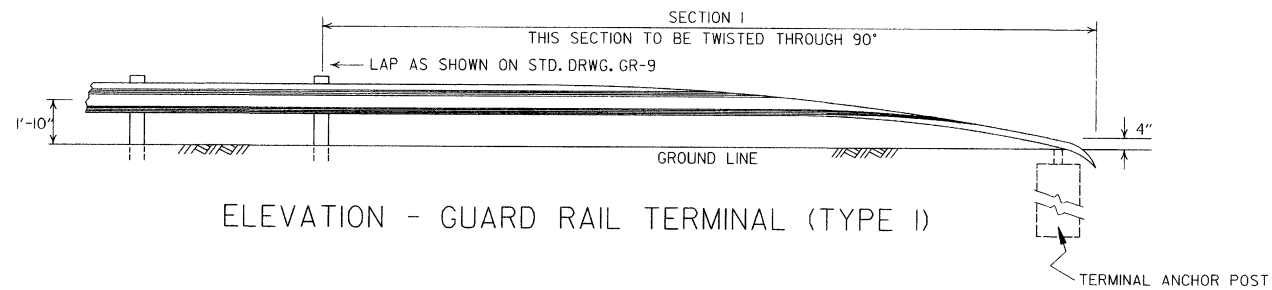 SECTION I
THIS SECTION TO BE TWISTED THROUGH 90°
LAP AS SHOWN ON STD. DRWG. GR-9
1'-10"
4"
GROUND LINE
ELEVATION - GUARD RAIL TERMINAL (TYPE I)
TERMINAL ANCHOR POST